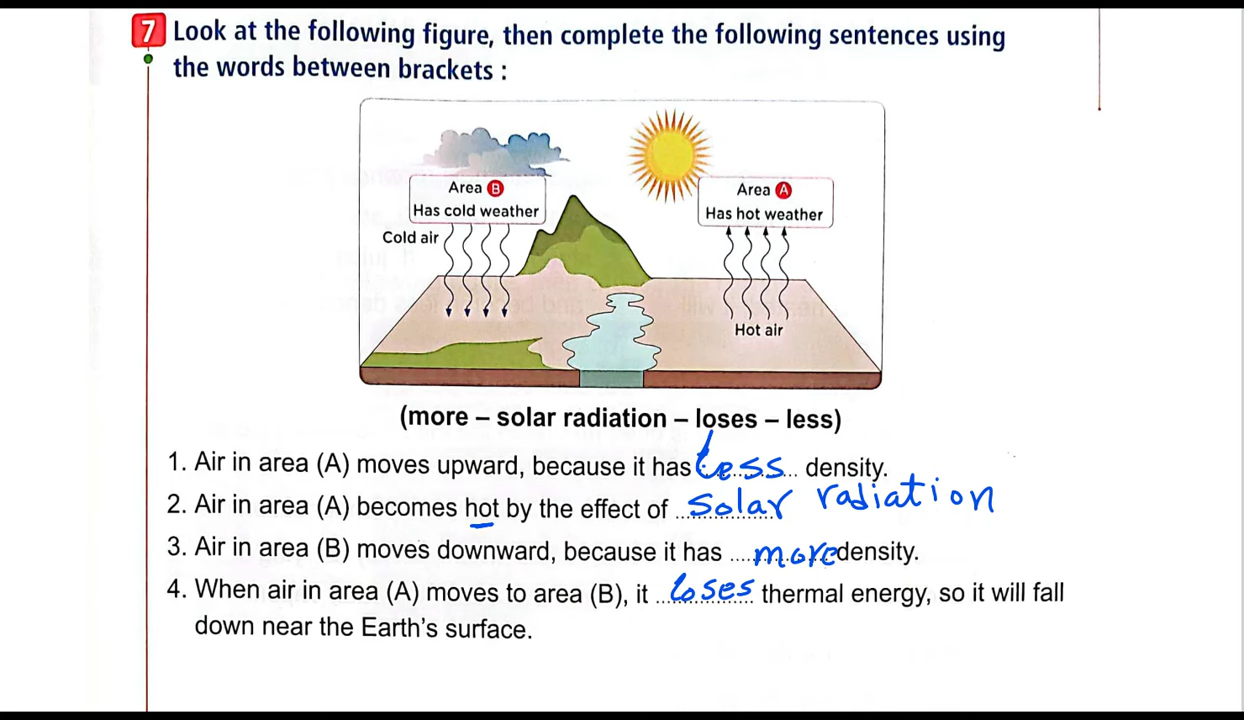 7 Look at the following figure, then complete the following sentences using
the words between brackets :
Area B
Has cold weather
Area A
Has hot weather
Cold air
Hot air
(more – solar radiation – loses – less)
1. Air in area (A) moves upward, because it has less density.
2. Air in area (A) becomes hot by the effect of solar radiation
3. Air in area (B) moves downward, because it has ....more density.
4. When air in area (A) moves to area (B), it ...loses thermal energy, so it will fall
down near the Earth's surface.